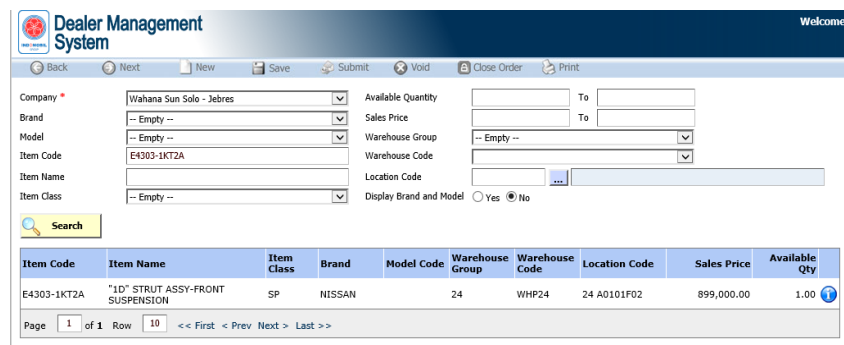 Dealer Management
System
Welcome
Back Next New Save Submit Void Close Order Print
Company * Wahana Sun Solo - Jebres Available Quantity To
Brand -- Empty -- Sales Price To
Model -- Empty -- Warehouse Group -- Empty --
Item Code E4303-1KT2A Warehouse Code
Item Name Location Code ...
Item Class -- Empty -- Display Brand and Model Yes No
Search
Item Code Item Name Item Class Brand Model Code Warehouse Group Warehouse Code Location Code Sales Price Available Qty
E4303-1KT2A "1D" STRUT ASSY-FRONT SUSPENSION SP NISSAN 24 WHP24 24 A0101F02 899,000.00 1.00
Page 1 of 1 Row 10 << First < Prev Next > Last >>